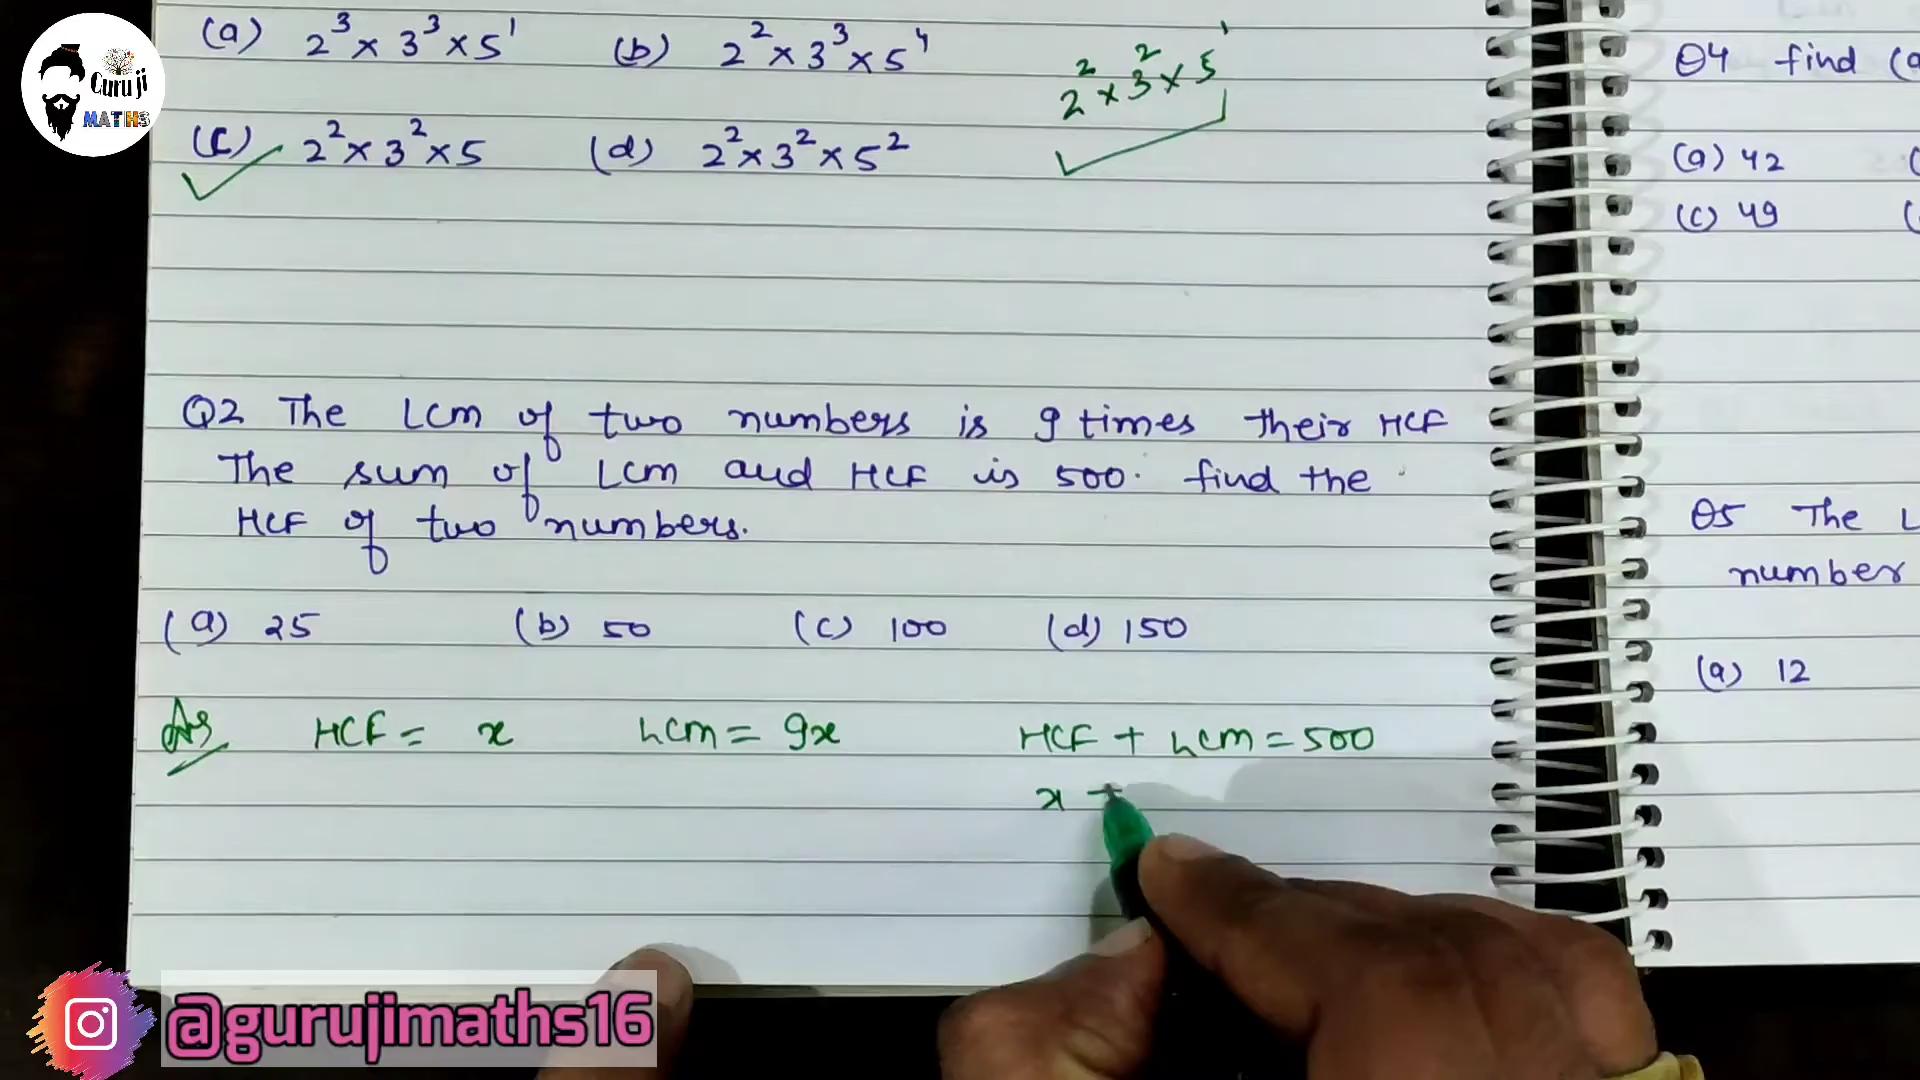 Guru ji
MATHS
(a) 2³ × 3³ × 5¹ (b) 2² × 3³ × 5⁴
2² × 3² × 5¹
(c) 2² × 3² × 5 (d) 2² × 3² × 5²
Q2 The LCM of two numbers is 9 times their HCF
The sum of LCM and HCF is 500. find the
HCF of two numbers.
(a) 25 (b) 50 (c) 100 (d) 150
Ans HCF = x LCM = 9x HCF + LCM = 500
x +
Q4 find
(a) 42
(c) 49
Q5 The L
number
(a) 12
@gurujimaths16